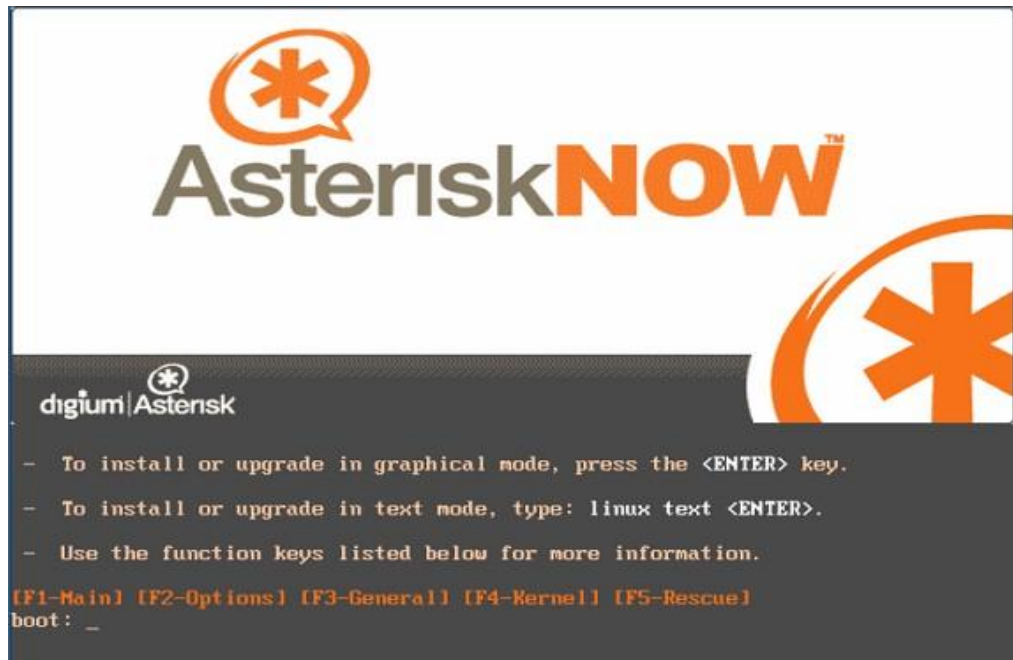 AsteriskNOW™
digium|Asterisk
- To install or upgrade in graphical mode, press the <ENTER> key.
- To install or upgrade in text mode, type: linux text <ENTER>.
- Use the function keys listed below for more information.
[F1-Main] [F2-Options] [F3-General] [F4-Kernel] [F5-Rescue]
boot: _